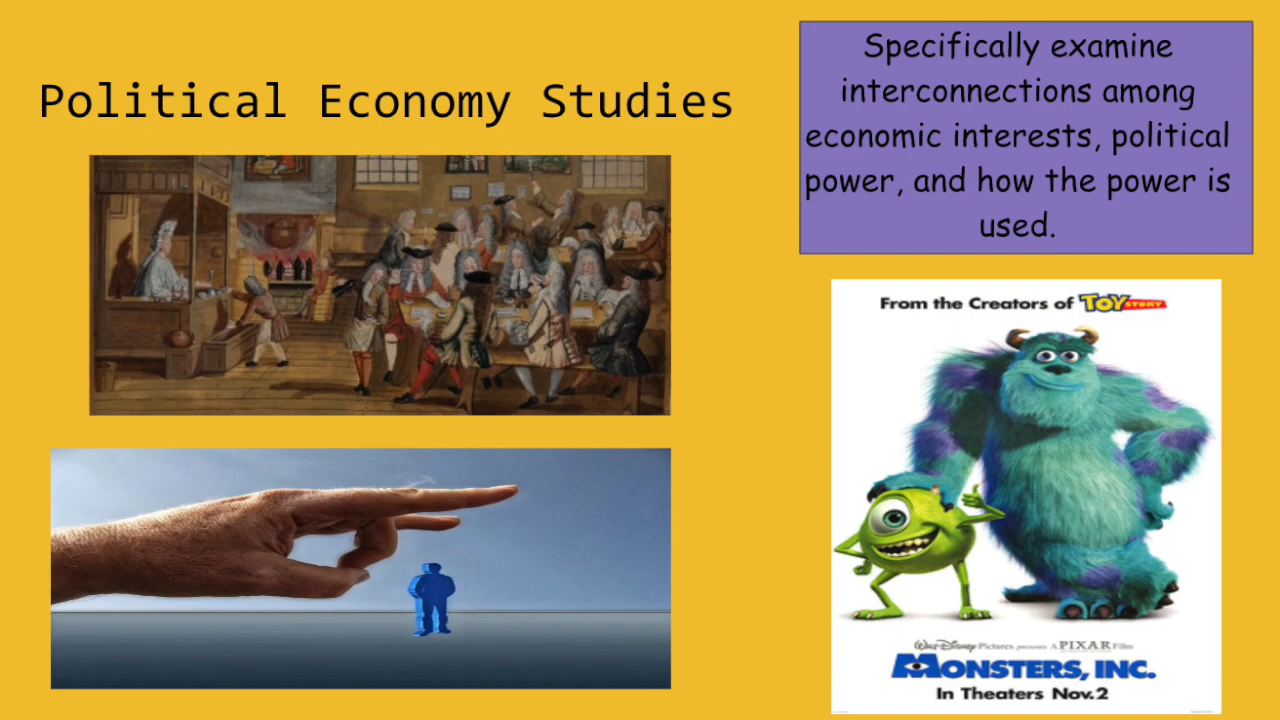 Political Economy Studies
Specifically examine
interconnections among
economic interests, political
power, and how the power is
used.
From the Creators of TOY STORY
Walt Disney Pictures presents A PIXAR Film
MONSTERS, INC.
In Theaters Nov.2